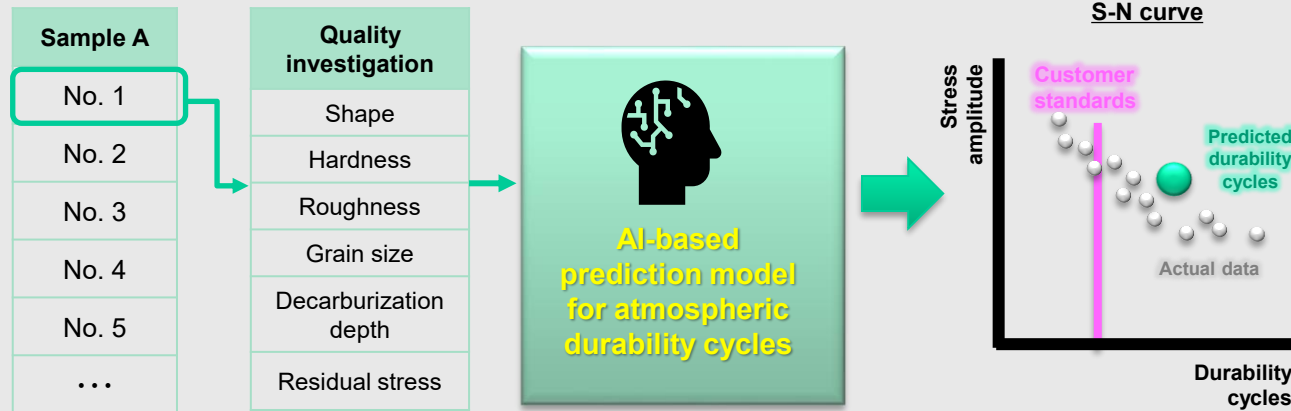 Sample A
No. 1
No. 2
No. 3
No. 4
No. 5
...
Quality
investigation
Shape
Hardness
Roughness
Grain size
Decarburization
depth
Residual stress
AI-based
prediction model
for atmospheric
durability cycles
S-N curve
Stress
amplitude
Customer
standards
Predicted
durability
cycles
Actual data
Durability
cycles